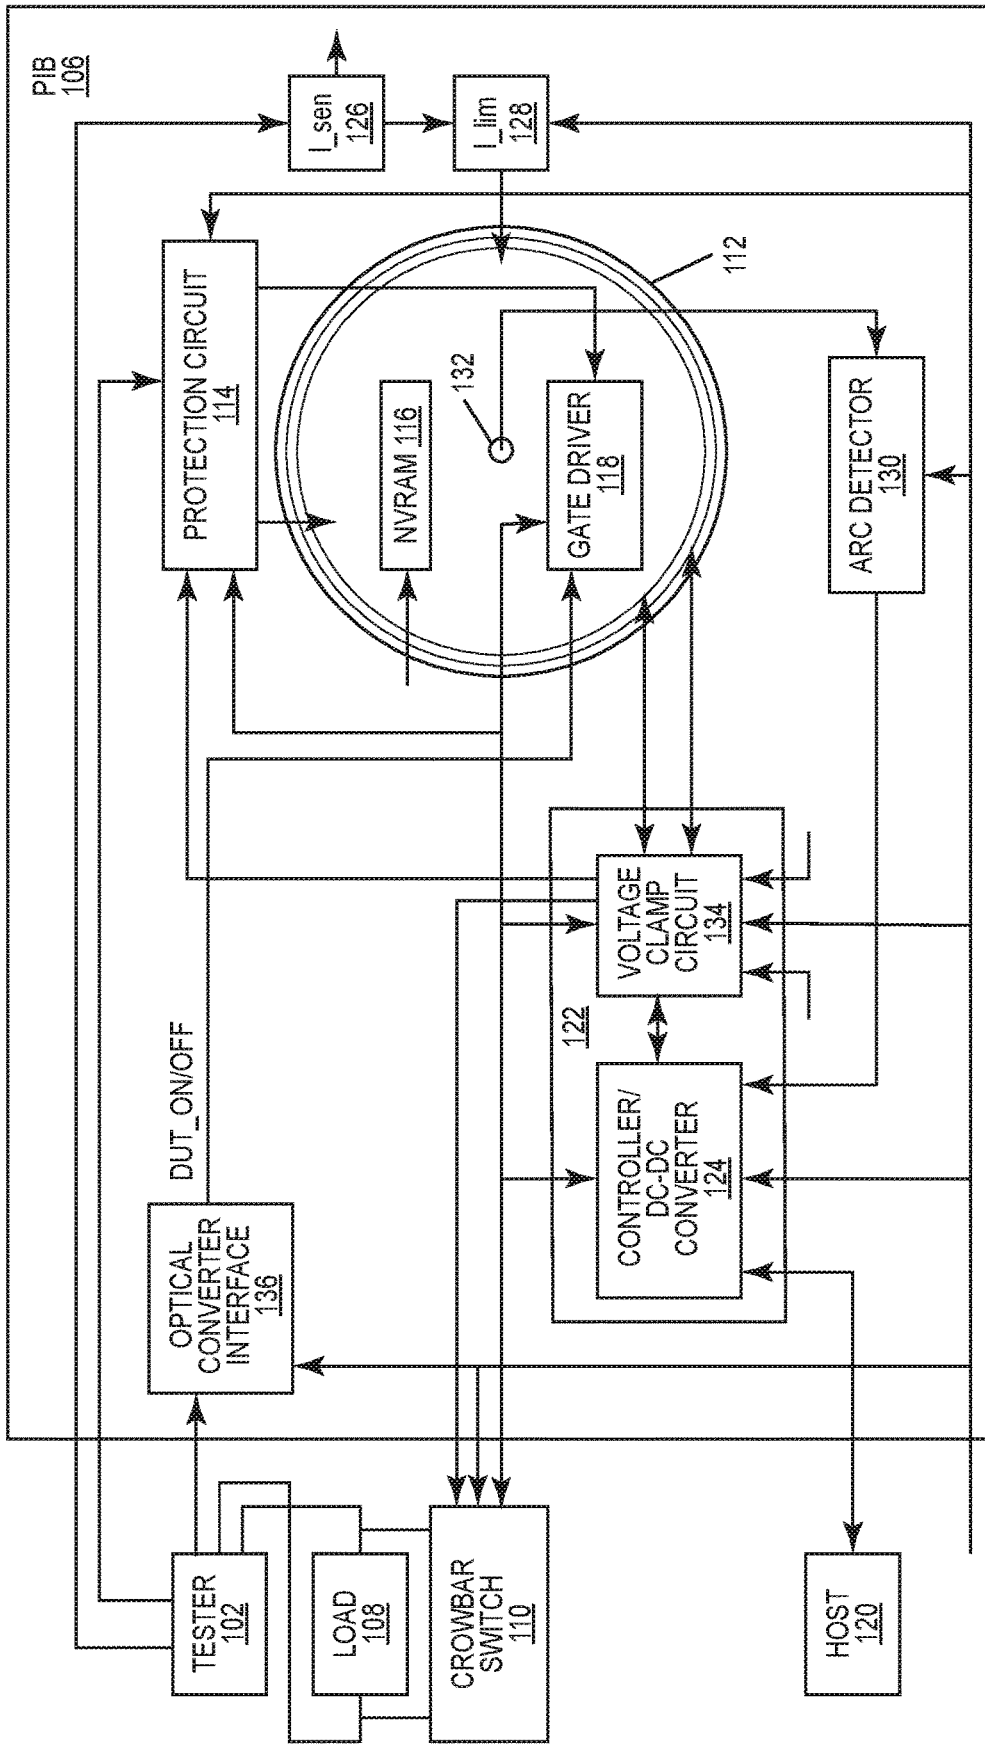 PIB
106
TESTER
102
LOAD
108
CROWBAR
SWITCH
110
HOST
120
OPTICAL
CONVERTER
INTERFACE
136
DUT_ON/OFF
CONTROLLER/
DC-DC
CONVERTER
124
122
VOLTAGE
CLAMP
CIRCUIT
134
PROTECTION CIRCUIT
114
NVRAM 116
132
GATE DRIVER
118
112
ARC DETECTOR
130
I_sen
126
I_lim
128